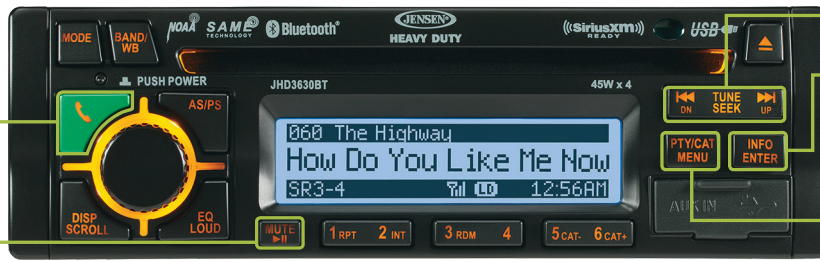 MODE
BAND/
WB
NOAA S.A.M.E.
TECHNOLOGY
Bluetooth®
JENSEN®
HEAVY DUTY
((SiriusXM))
READY
USB
PUSH POWER
JHD3630BT
45W x 4
AS/PS
DISP
SCROLL
EQ
LOUD
060 The Highway
How Do You Like Me Now
SR3-4 LD 12:56AM
TUNE
SEEK
DN UP
PTY/CAT
MENU
INFO
ENTER
AUX IN
MUTE
1 RPT 2 INT 3 RDM 4 5 CAT- 6 CAT+